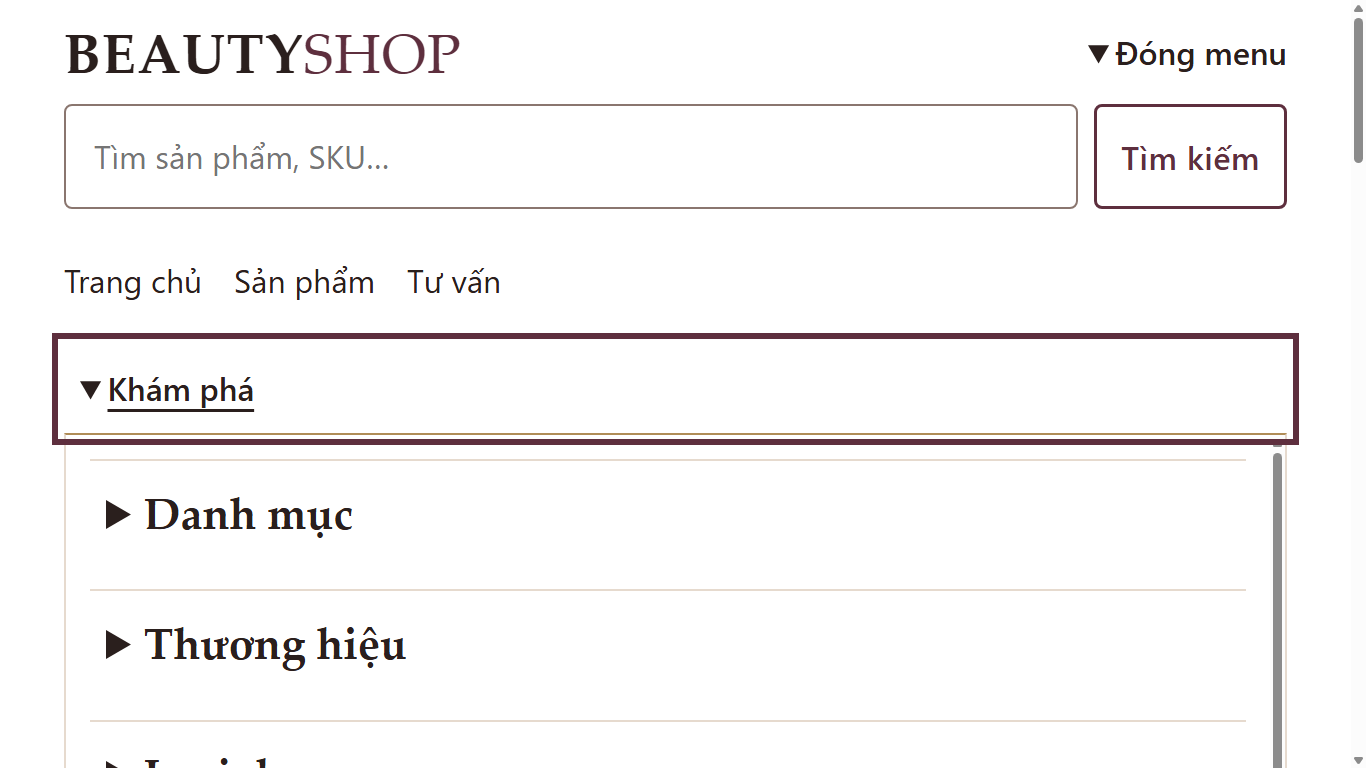 BEAUTYSHOP
▼ Đóng menu
Tìm sản phẩm, SKU...
Tìm kiếm
Trang chủ Sản phẩm Tư vấn
▼ Khám phá
▶ Danh mục
▶ Thương hiệu